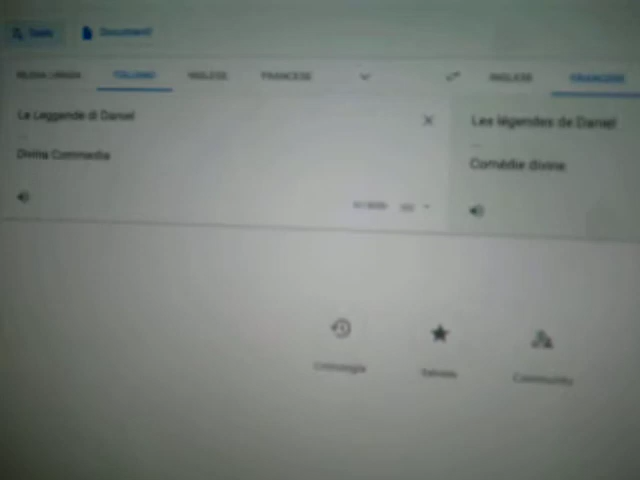 Testo Documenti
ITALIANO INGLESE FRANCESE INGLESE FRANCESE
Le Leggende di Daniel
Divina Commedia
Les légendes de Daniel
Comédie divine
Cronologia Salvate Community